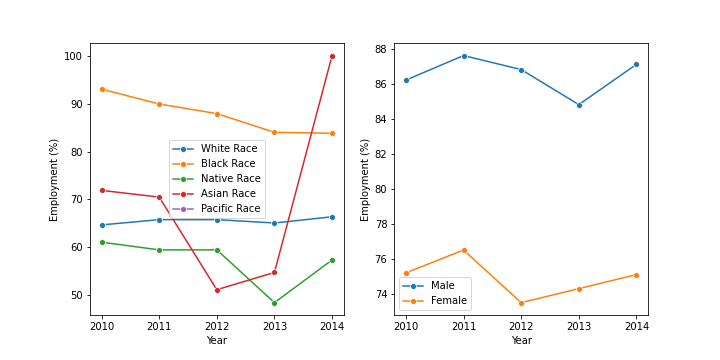 100
90
80
70
60
50
Employment (%)
White Race
Black Race
Native Race
Asian Race
Pacific Race
2010 2011 2012 2013 2014
Year
88
86
84
82
80
78
76
74
Employment (%)
Male
Female
2010 2011 2012 2013 2014
Year